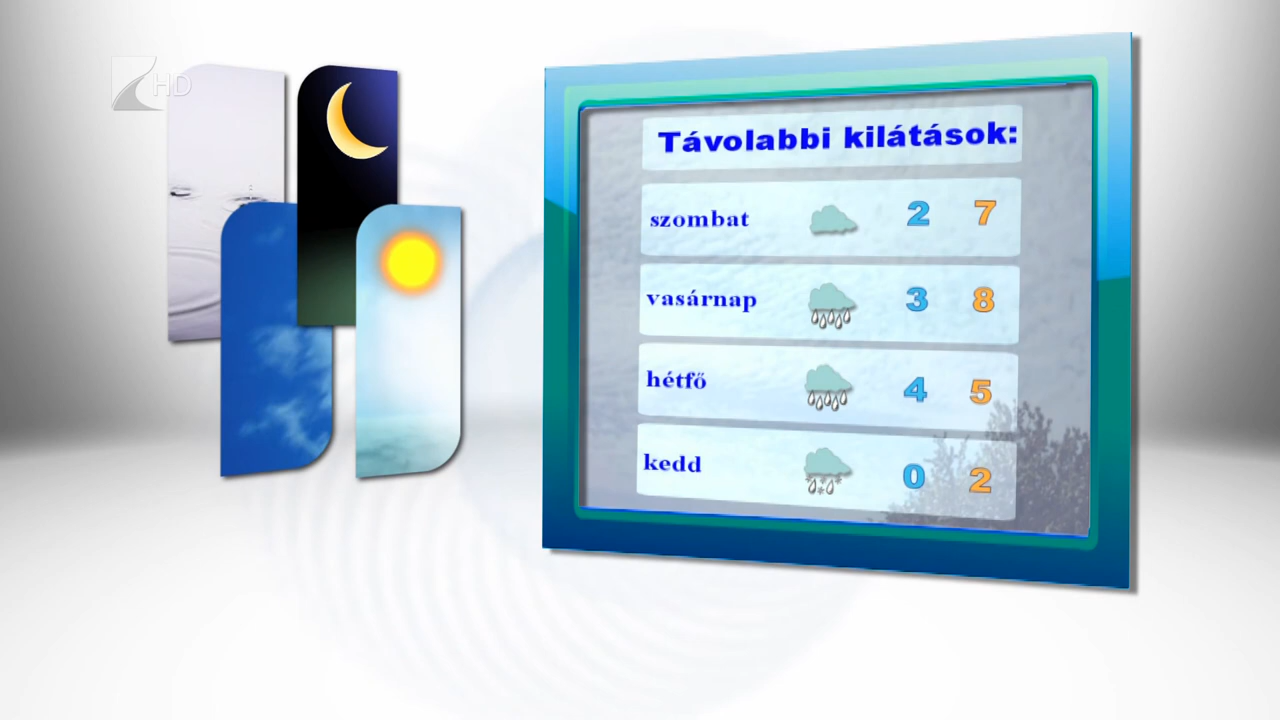 HD
Távolabbi kilátások:
szombat 2 7
vasárnap 3 8
hétfő 4 5
kedd 0 2